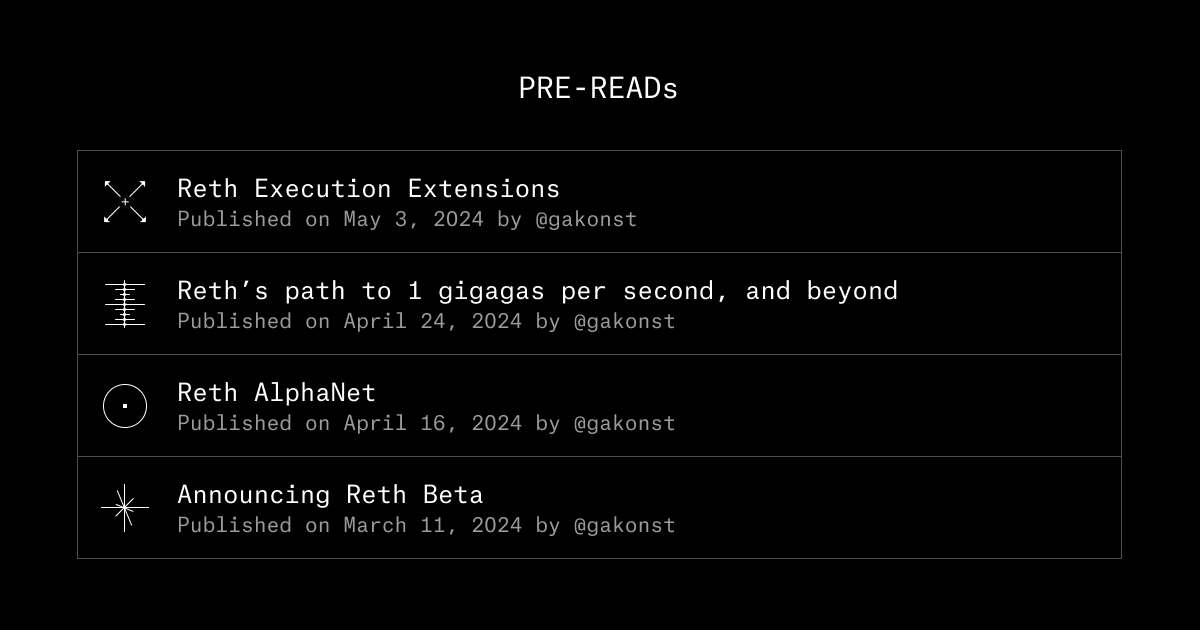 PRE-READs
Reth Execution Extensions
Published on May 3, 2024 by @gakonst
Reth’s path to 1 gigagas per second, and beyond
Published on April 24, 2024 by @gakonst
Reth AlphaNet
Published on April 16, 2024 by @gakonst
Announcing Reth Beta
Published on March 11, 2024 by @gakonst